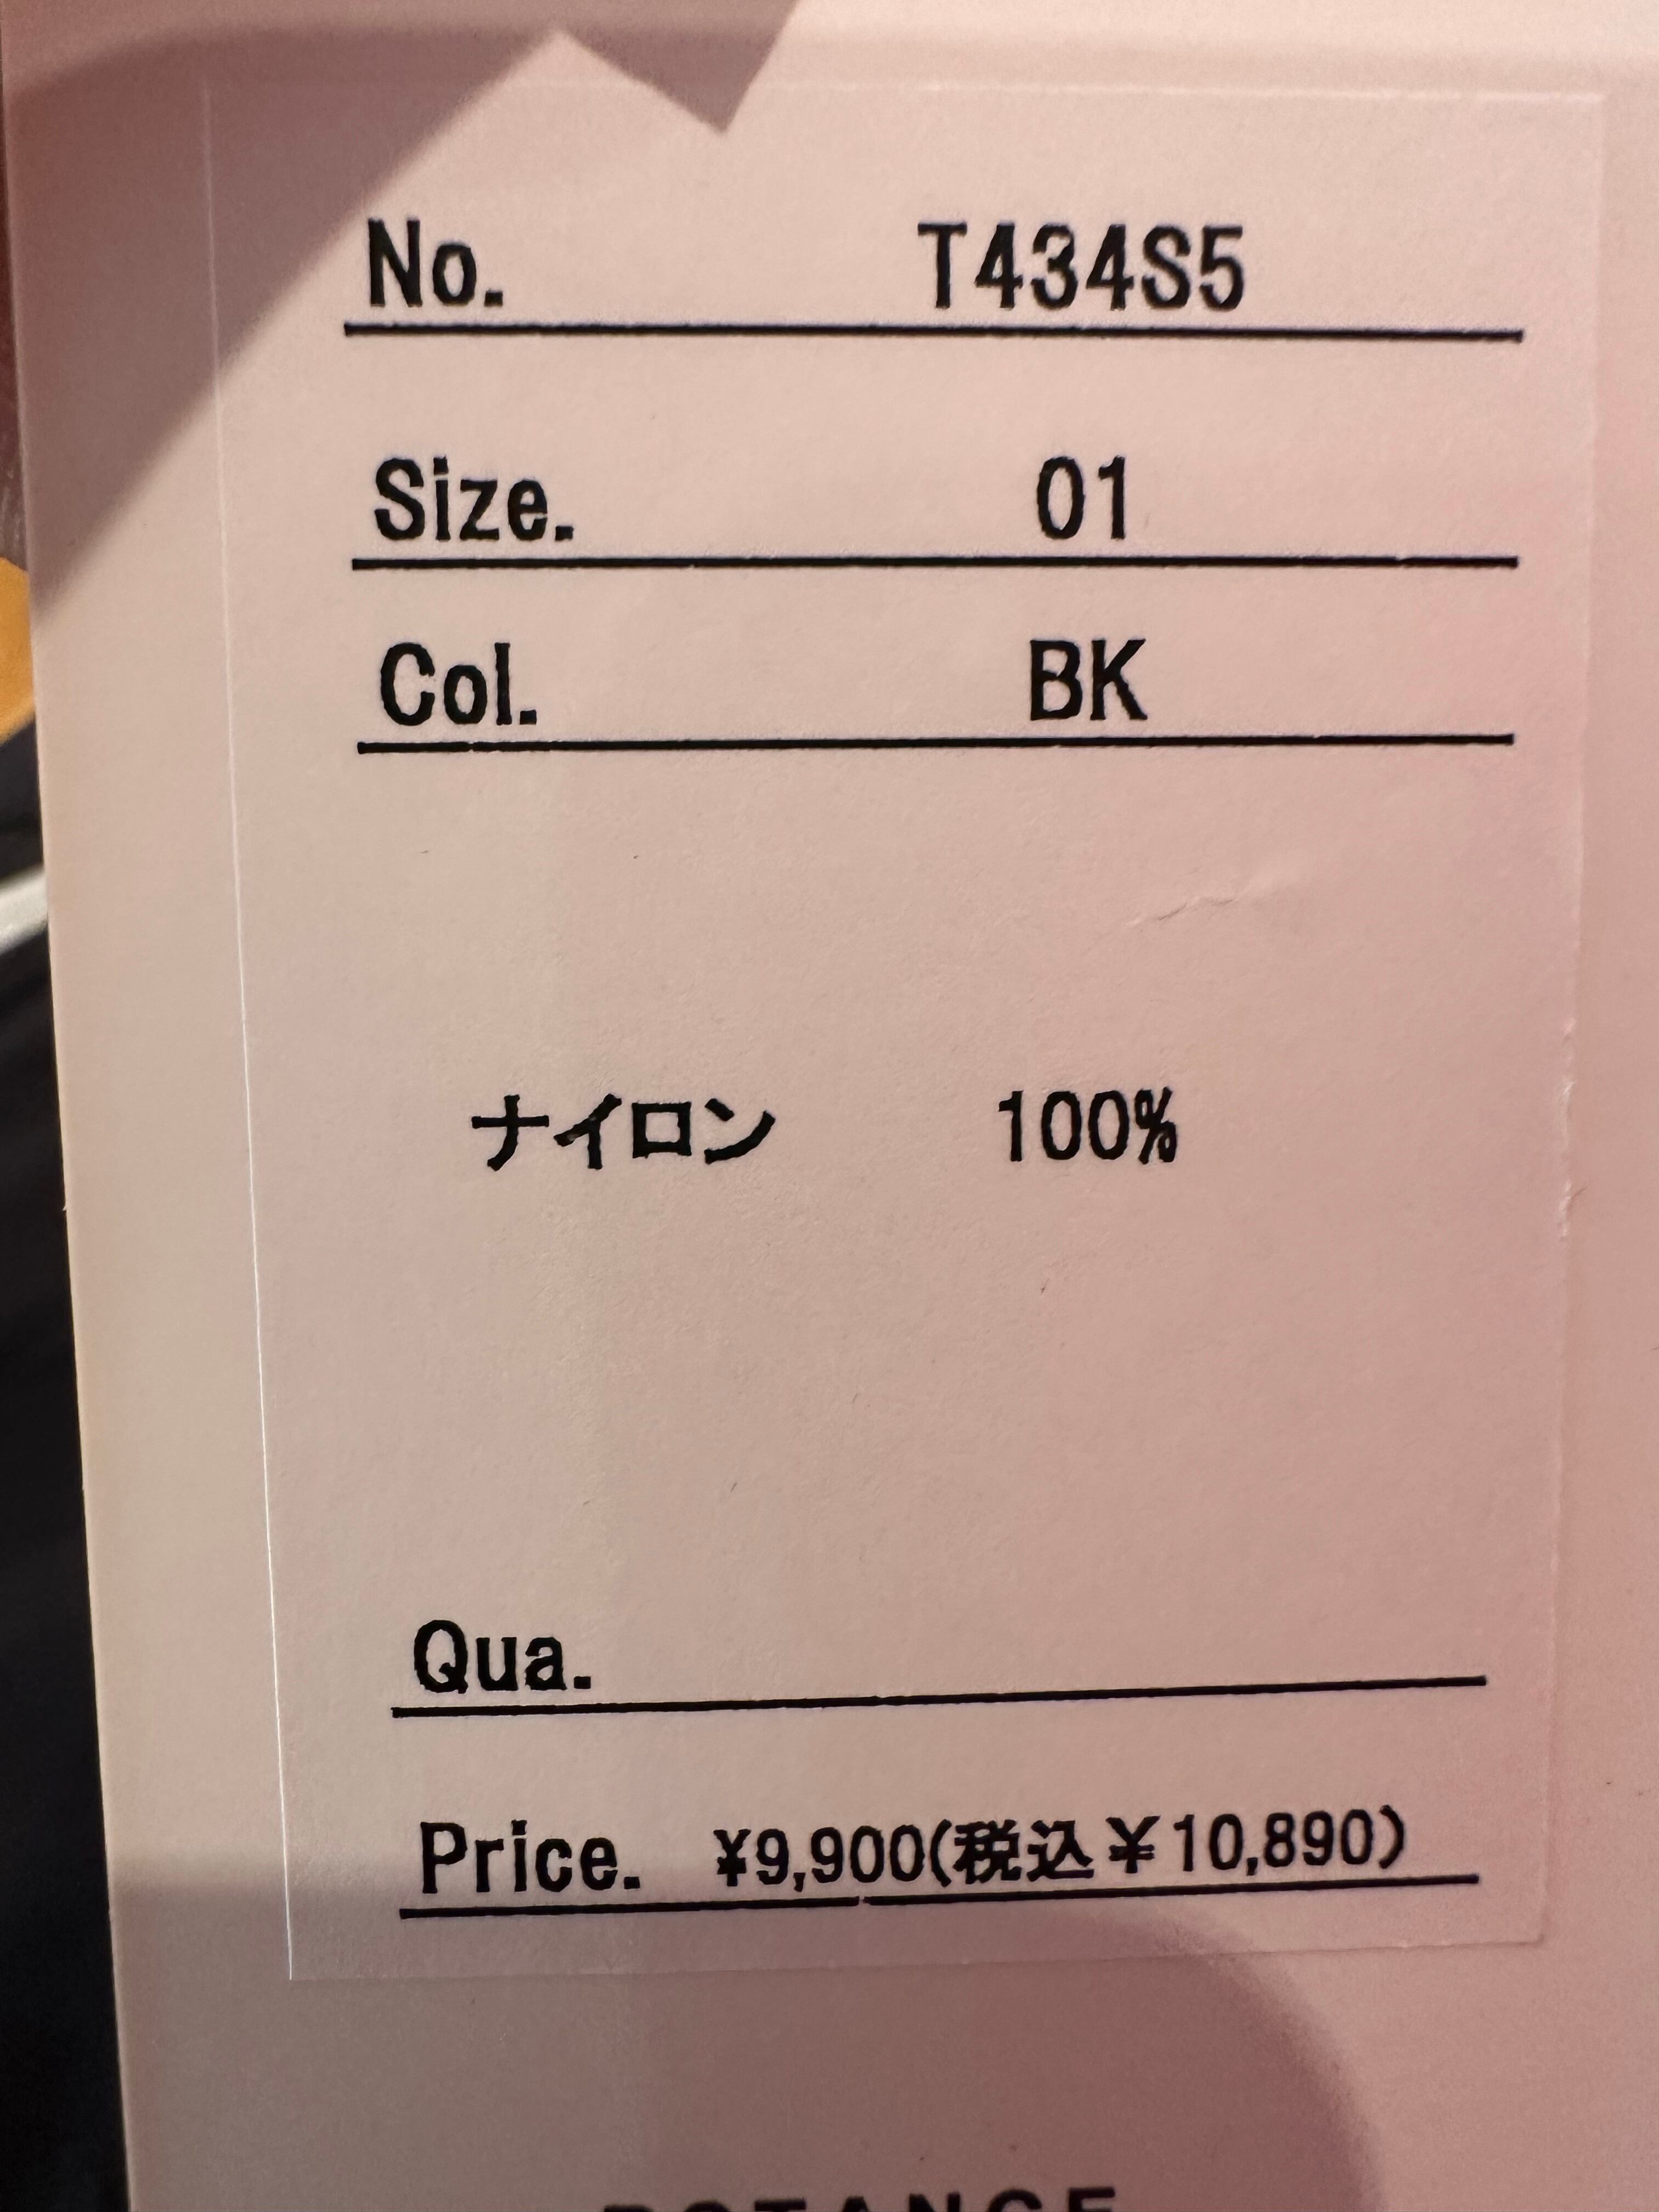 No. T434S5
Size. 01
Col. BK
ナイロン 100%
Qua.
Price. ¥9,900(税込¥10,890)